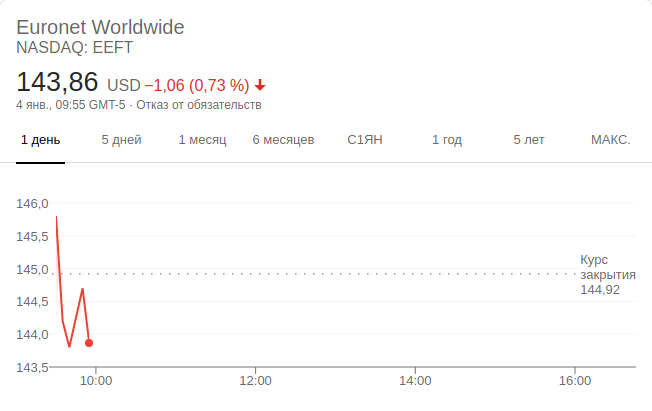 Euronet Worldwide
NASDAQ: EEFT
143,86 USD −1,06 (0,73 %)
4 янв., 09:55 GMT-5 · Отказ от обязательств
1 день 5 дней 1 месяц 6 месяцев С1ЯН 1 год 5 лет МАКС.
146,0
145,5
145,0
144,5
144,0
143,5
Курс
закрытия
144,92
10:00 12:00 14:00 16:00